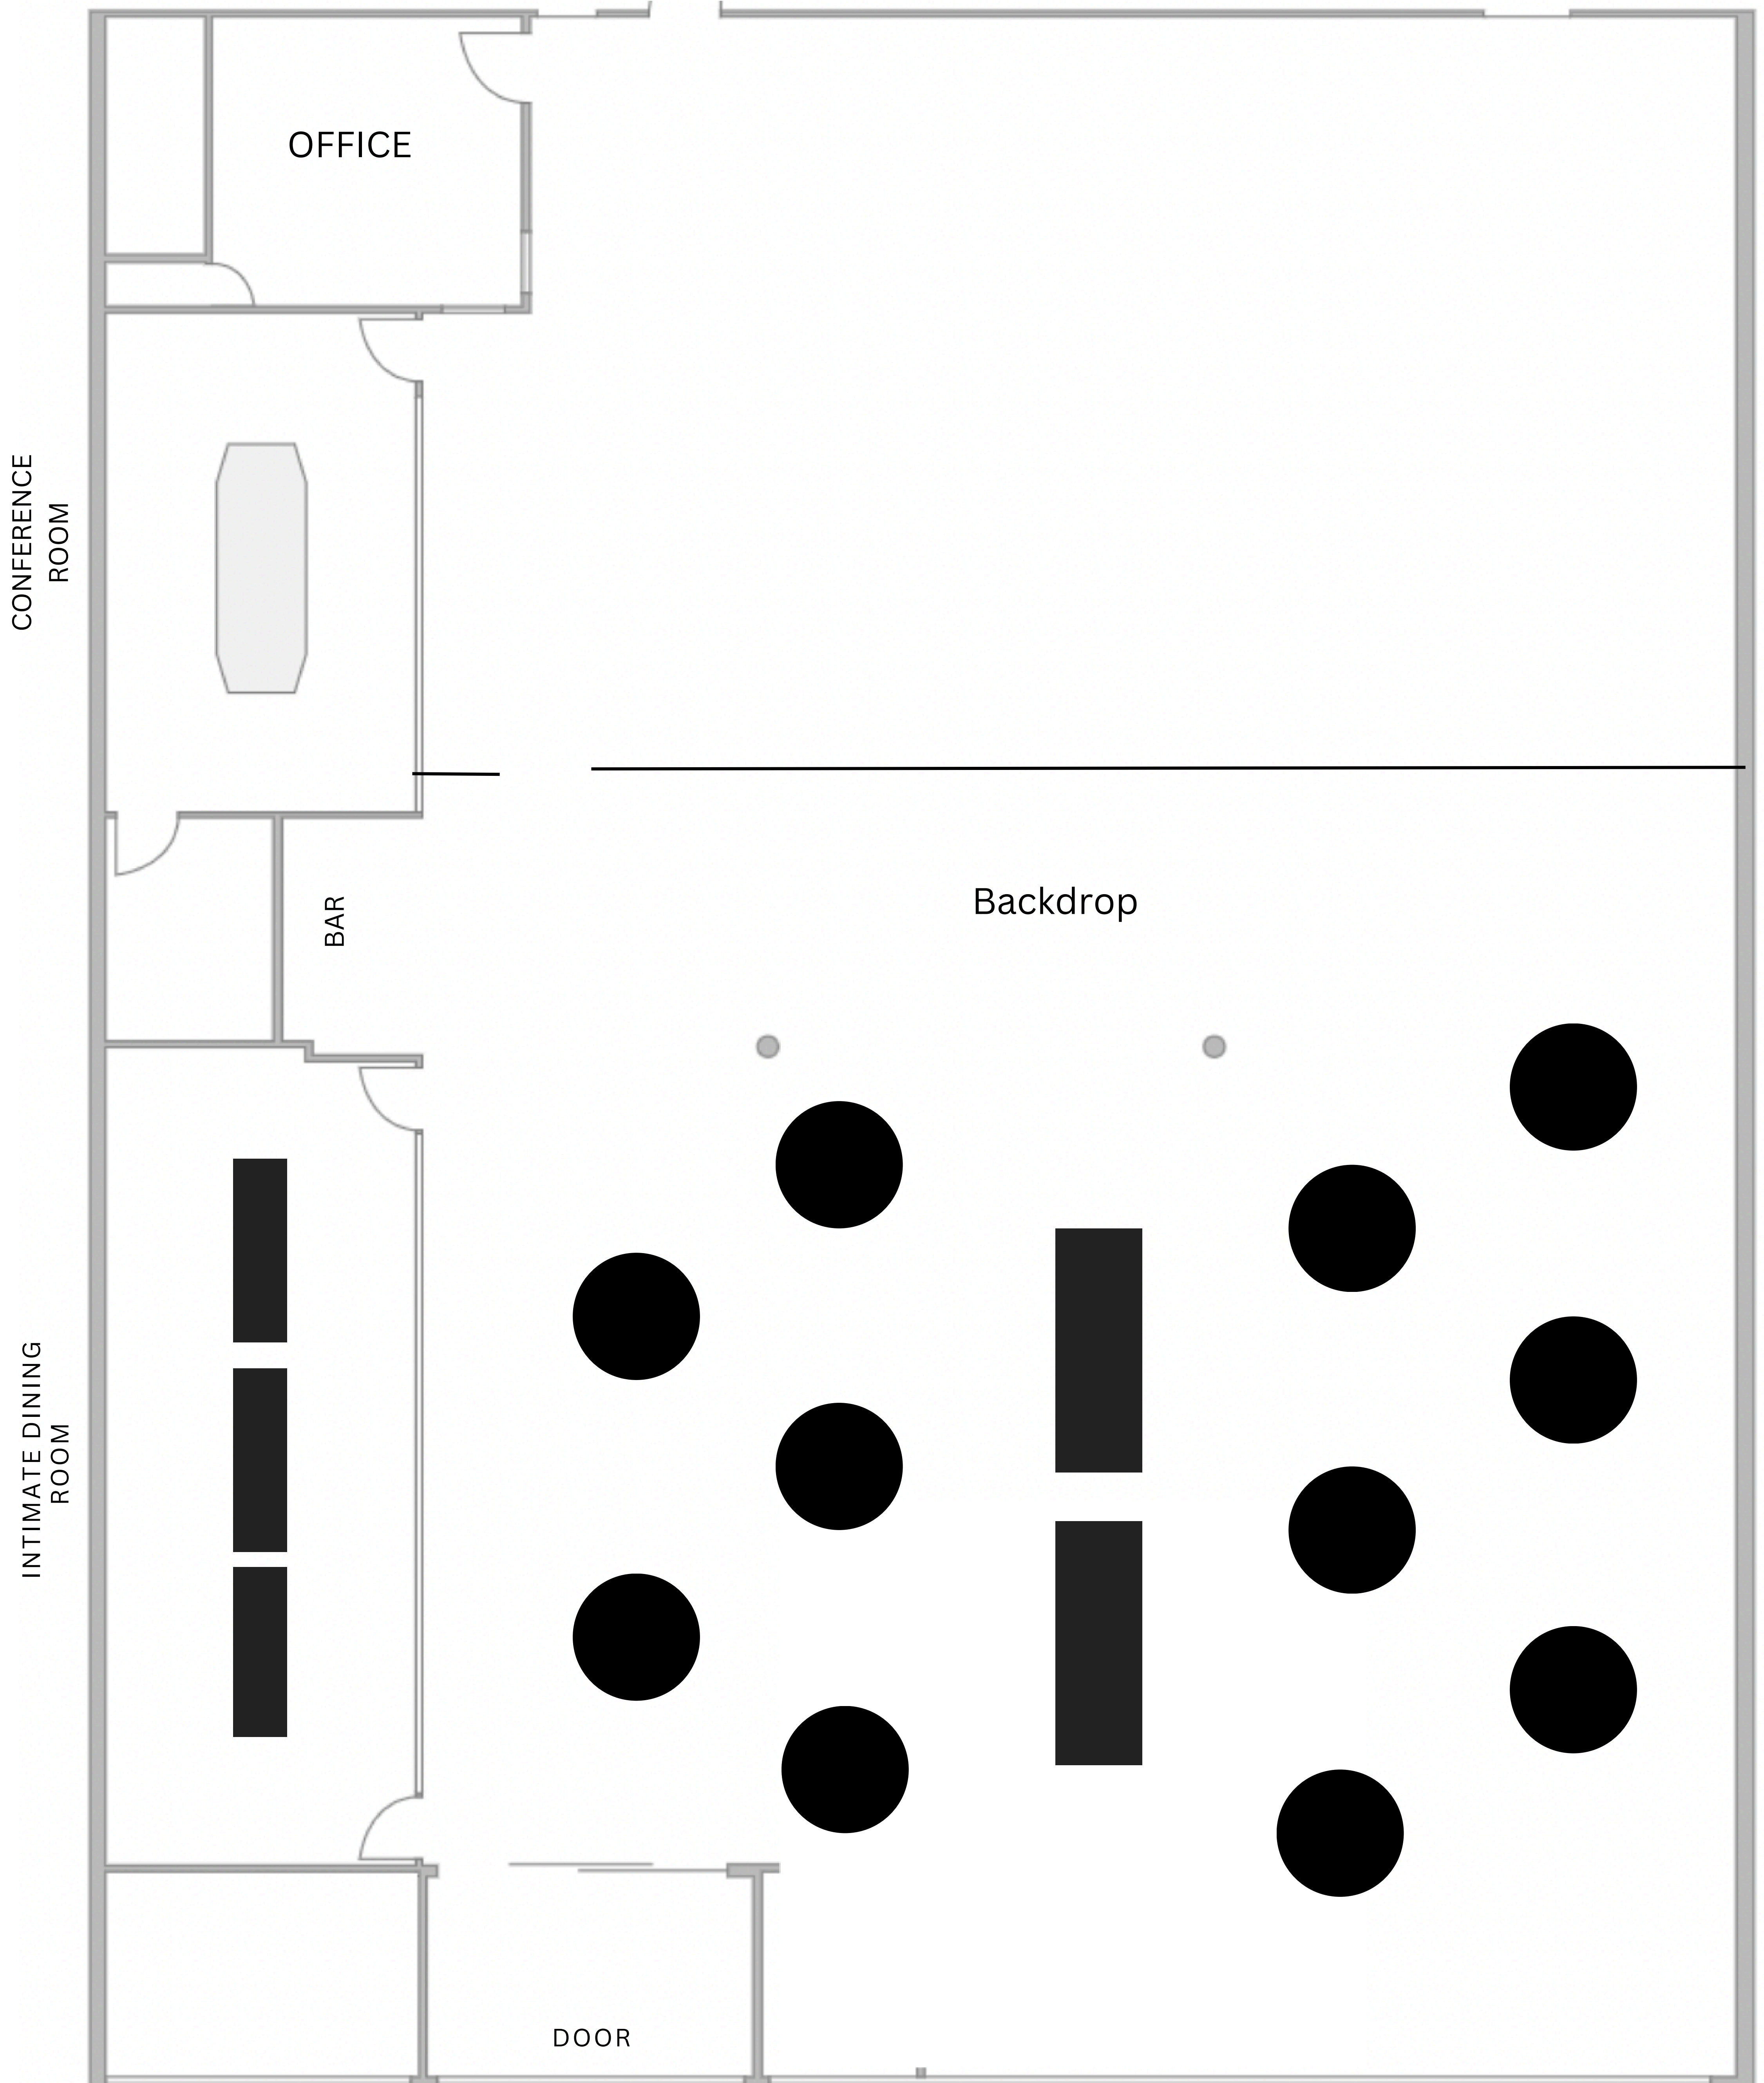 OFFICE
CONFERENCE
ROOM
BAR
Backdrop
INTIMATE DINING
ROOM
DOOR